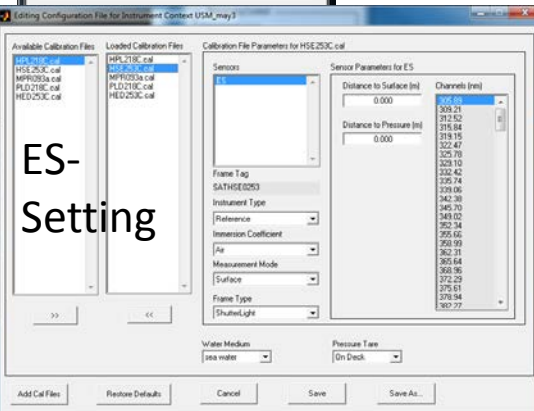 Editing Configuration File for Instrument Context USM_may3
Available Calibration Files
HPL218C.cal
HSE253C.cal
MPR093a.cal
PLD218C.cal
HED253C.cal
>>
Loaded Calibration Files
HPL218C.cal
HSE253C.cal
MPR093a.cal
PLD218C.cal
HED253C.cal
<<
ES-
Setting
Calibration File Parameters for HSE253C.cal
Sensors
ES
Frame Tag
SATHSE0253
Instrument Type
Reference
Immersion Coefficient
Air
Measurement Mode
Surface
Frame Type
ShutterLight
Sensor Parameters for ES
Distance to Surface (m)
0.000
Distance to Pressure (m)
0.000
Channels (nm)
305.89
309.21
312.52
315.84
319.15
322.47
325.78
329.10
332.42
335.74
339.06
342.38
345.70
349.02
352.34
355.66
358.99
362.31
365.64
368.96
372.29
375.61
378.94
382.27
Water Medium
sea water
Pressure Tare
On Deck
Add Cal Files
Restore Defaults
Cancel
Save
Save As...